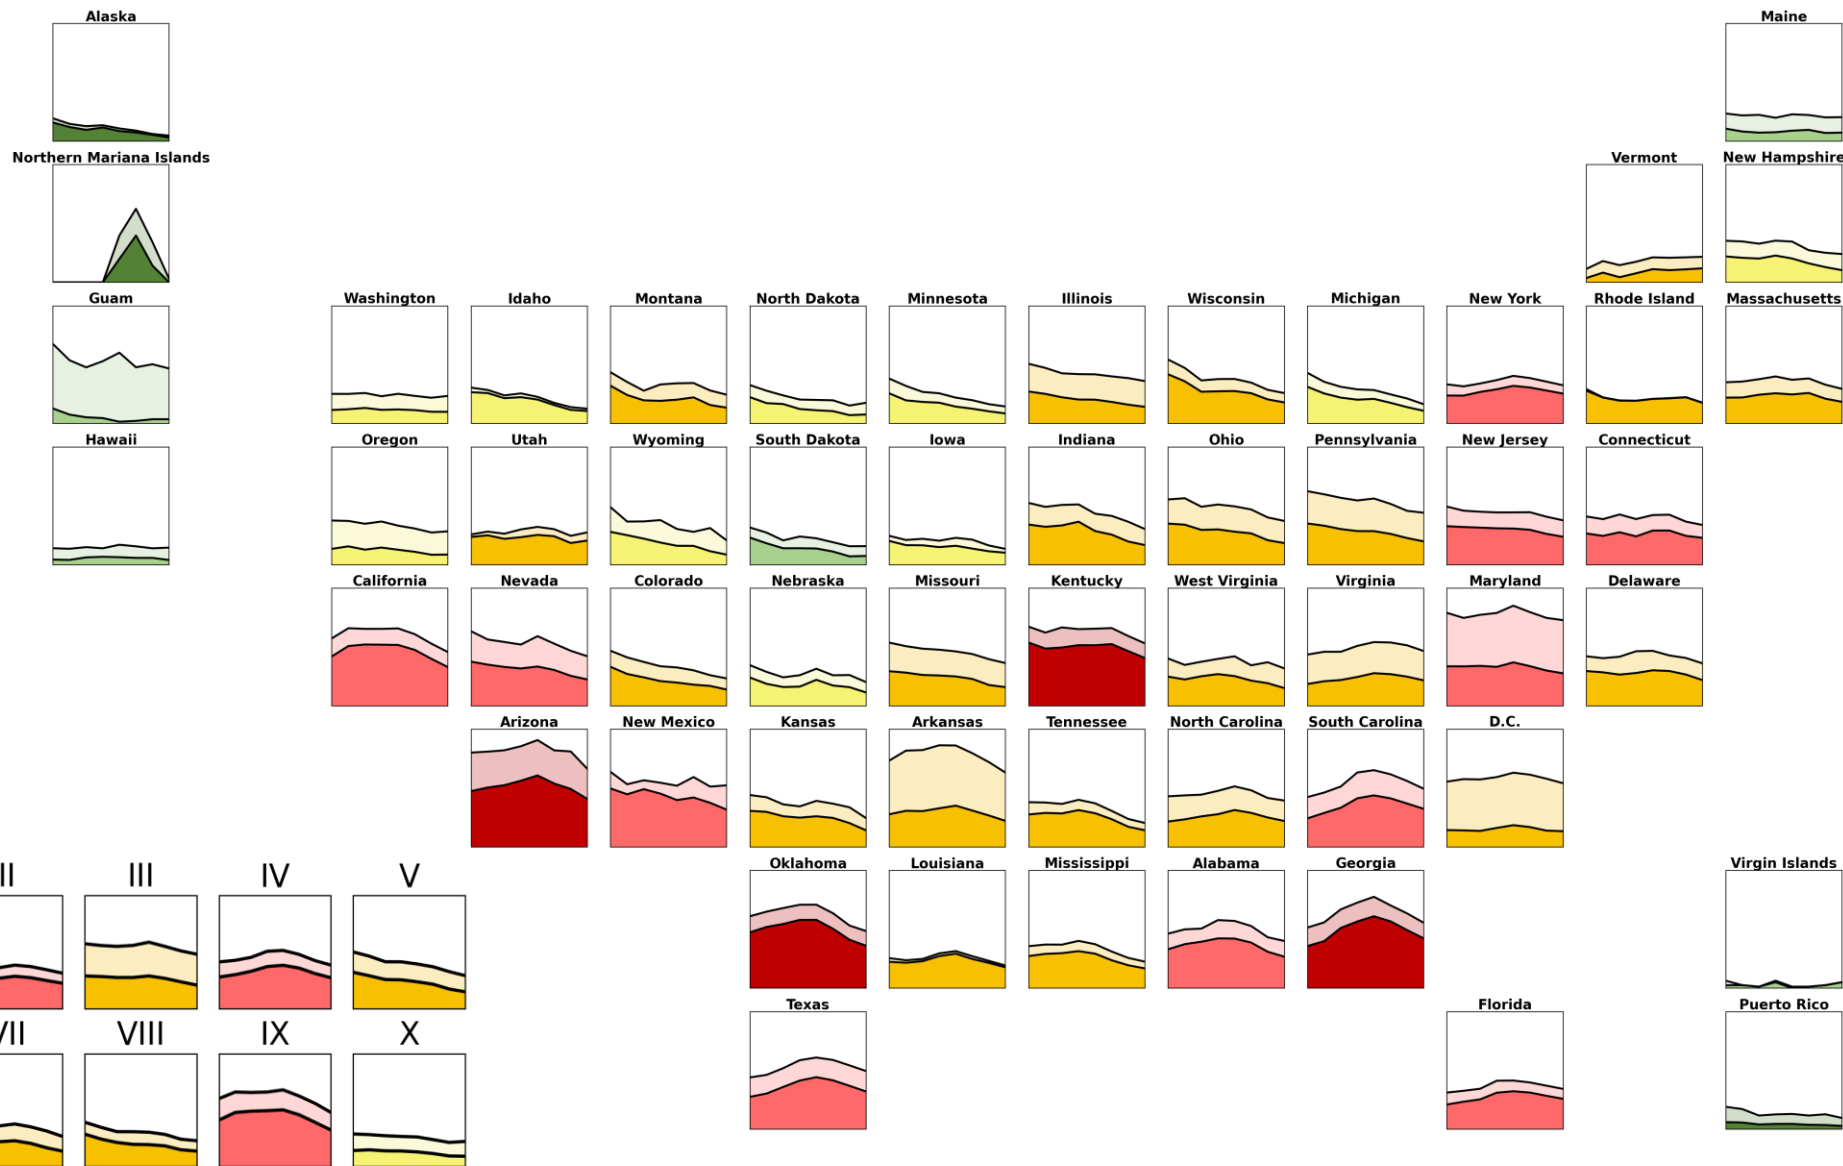 Alaska
Maine
Northern Mariana Islands
Vermont
New Hampshire
Guam
Washington
Idaho
Montana
North Dakota
Minnesota
Illinois
Wisconsin
Michigan
New York
Rhode Island
Massachusetts
Hawaii
Oregon
Utah
Wyoming
South Dakota
Iowa
Indiana
Ohio
Pennsylvania
New Jersey
Connecticut
California
Nevada
Colorado
Nebraska
Missouri
Kentucky
West Virginia
Virginia
Maryland
Delaware
Arizona
New Mexico
Kansas
Arkansas
Tennessee
North Carolina
South Carolina
D.C.
Oklahoma
Louisiana
Mississippi
Alabama
Georgia
Virgin Islands
II
III
IV
V
Texas
Florida
Puerto Rico
VII
VIII
IX
X